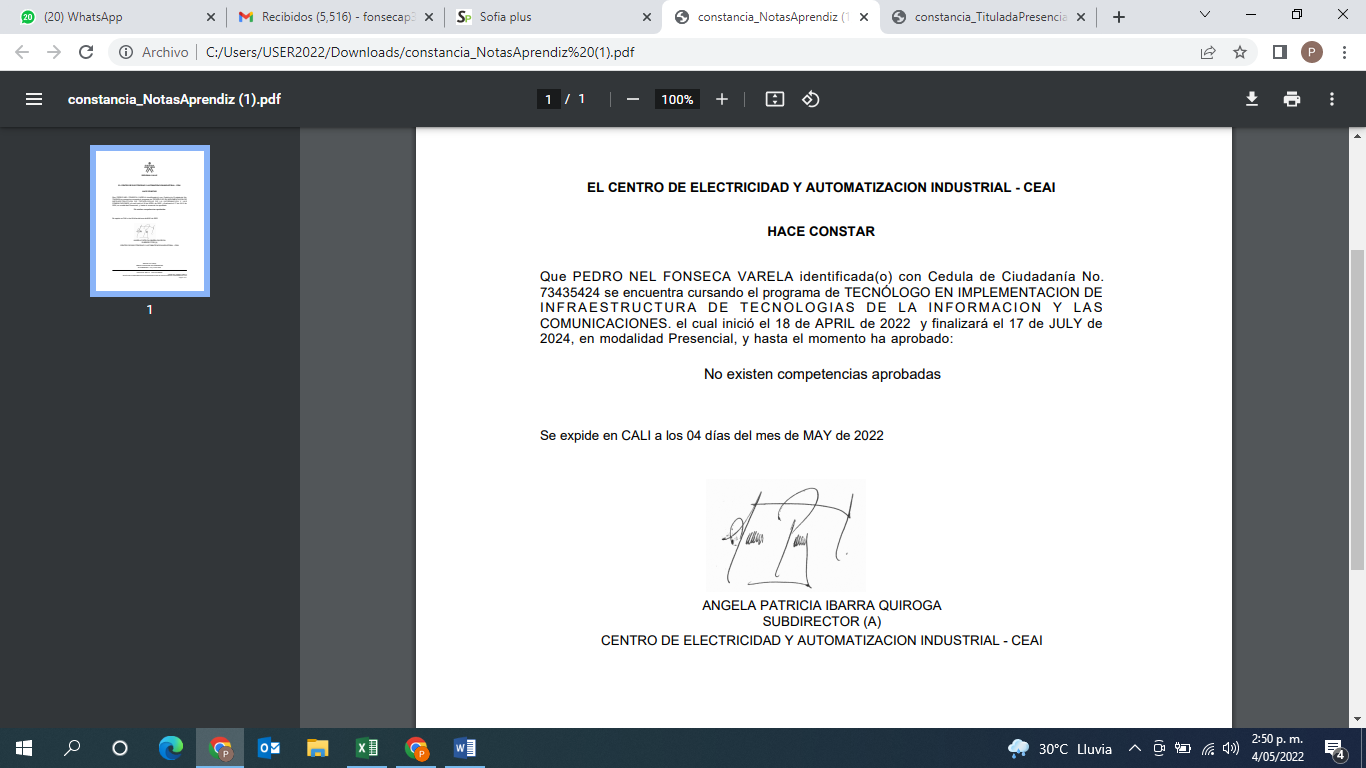 (20) WhatsApp
Recibidos (5,516) - fonsecap3
Sofia plus
constancia_NotasAprendiz (1
constancia_TituladaPresencia
Archivo
C:/Users/USER2022/Downloads/constancia_NotasAprendiz%20(1).pdf
P
constancia_NotasAprendiz (1).pdf
1 / 1
100%
EL CENTRO DE ELECTRICIDAD Y AUTOMATIZACION INDUSTRIAL - CEAI
HACE CONSTAR
Que PEDRO NEL FONSECA VARELA identificada(o) con Cedula de Ciudadanía No.
73435424 se encuentra cursando el programa de TECNÓLOGO EN IMPLEMENTACION DE
INFRAESTRUCTURA DE TECNOLOGIAS DE LA INFORMACION Y LAS
COMUNICACIONES. el cual inició el 18 de APRIL de 2022 y finalizará el 17 de JULY de
2024, en modalidad Presencial, y hasta el momento ha aprobado:
No existen competencias aprobadas
Se expide en CALI a los 04 días del mes de MAY de 2022
ANGELA PATRICIA IBARRA QUIROGA
SUBDIRECTOR (A)
CENTRO DE ELECTRICIDAD Y AUTOMATIZACION INDUSTRIAL - CEAI
1
30°C Lluvia
2:50 p. m.
4/05/2022
4